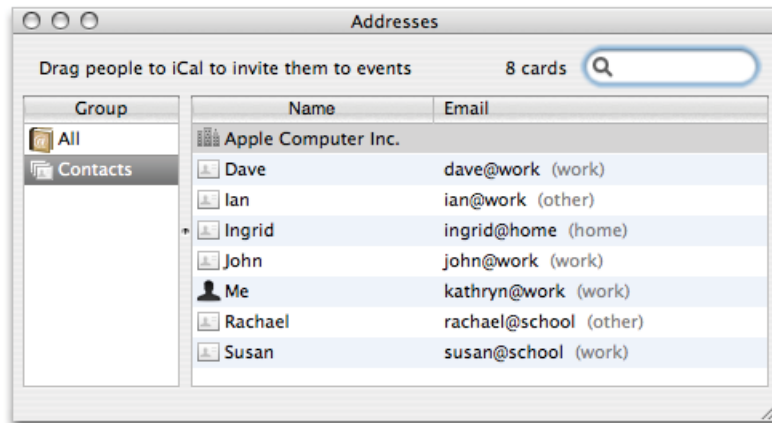 Addresses
Drag people to iCal to invite them to events 8 cards
Group Name Email
All Apple Computer Inc.
Contacts Dave dave@work (work)
Ian ian@work (other)
Ingrid ingrid@home (home)
John john@work (work)
Me kathryn@work (work)
Rachael rachael@school (other)
Susan susan@school (work)